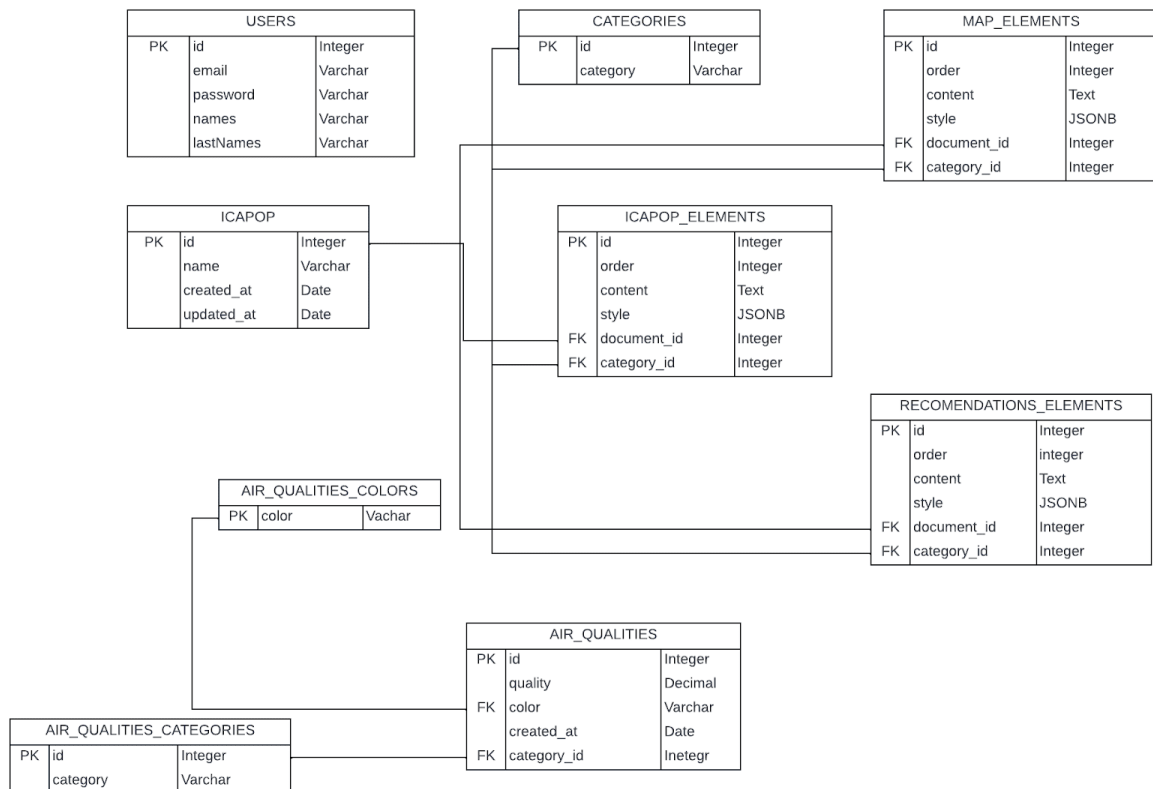 USERS
PK id Integer
email Varchar
password Varchar
names Varchar
lastNames Varchar
CATEGORIES
PK id Integer
category Varchar
MAP_ELEMENTS
PK id Integer
order Integer
content Text
style JSONB
FK document_id Integer
FK category_id Integer
ICAPOP
PK id Integer
name Varchar
created_at Date
updated_at Date
ICAPOP_ELEMENTS
PK id Integer
order Integer
content Text
style JSONB
FK document_id Integer
FK category_id Integer
RECOMENDATIONS_ELEMENTS
PK id Integer
order integer
content Text
style JSONB
FK document_id Integer
FK category_id Integer
AIR_QUALITIES_COLORS
PK color Vachar
AIR_QUALITIES
PK id Integer
quality Decimal
FK color Varchar
created_at Date
FK category_id Inetegr
AIR_QUALITIES_CATEGORIES
PK id Integer
category Varchar